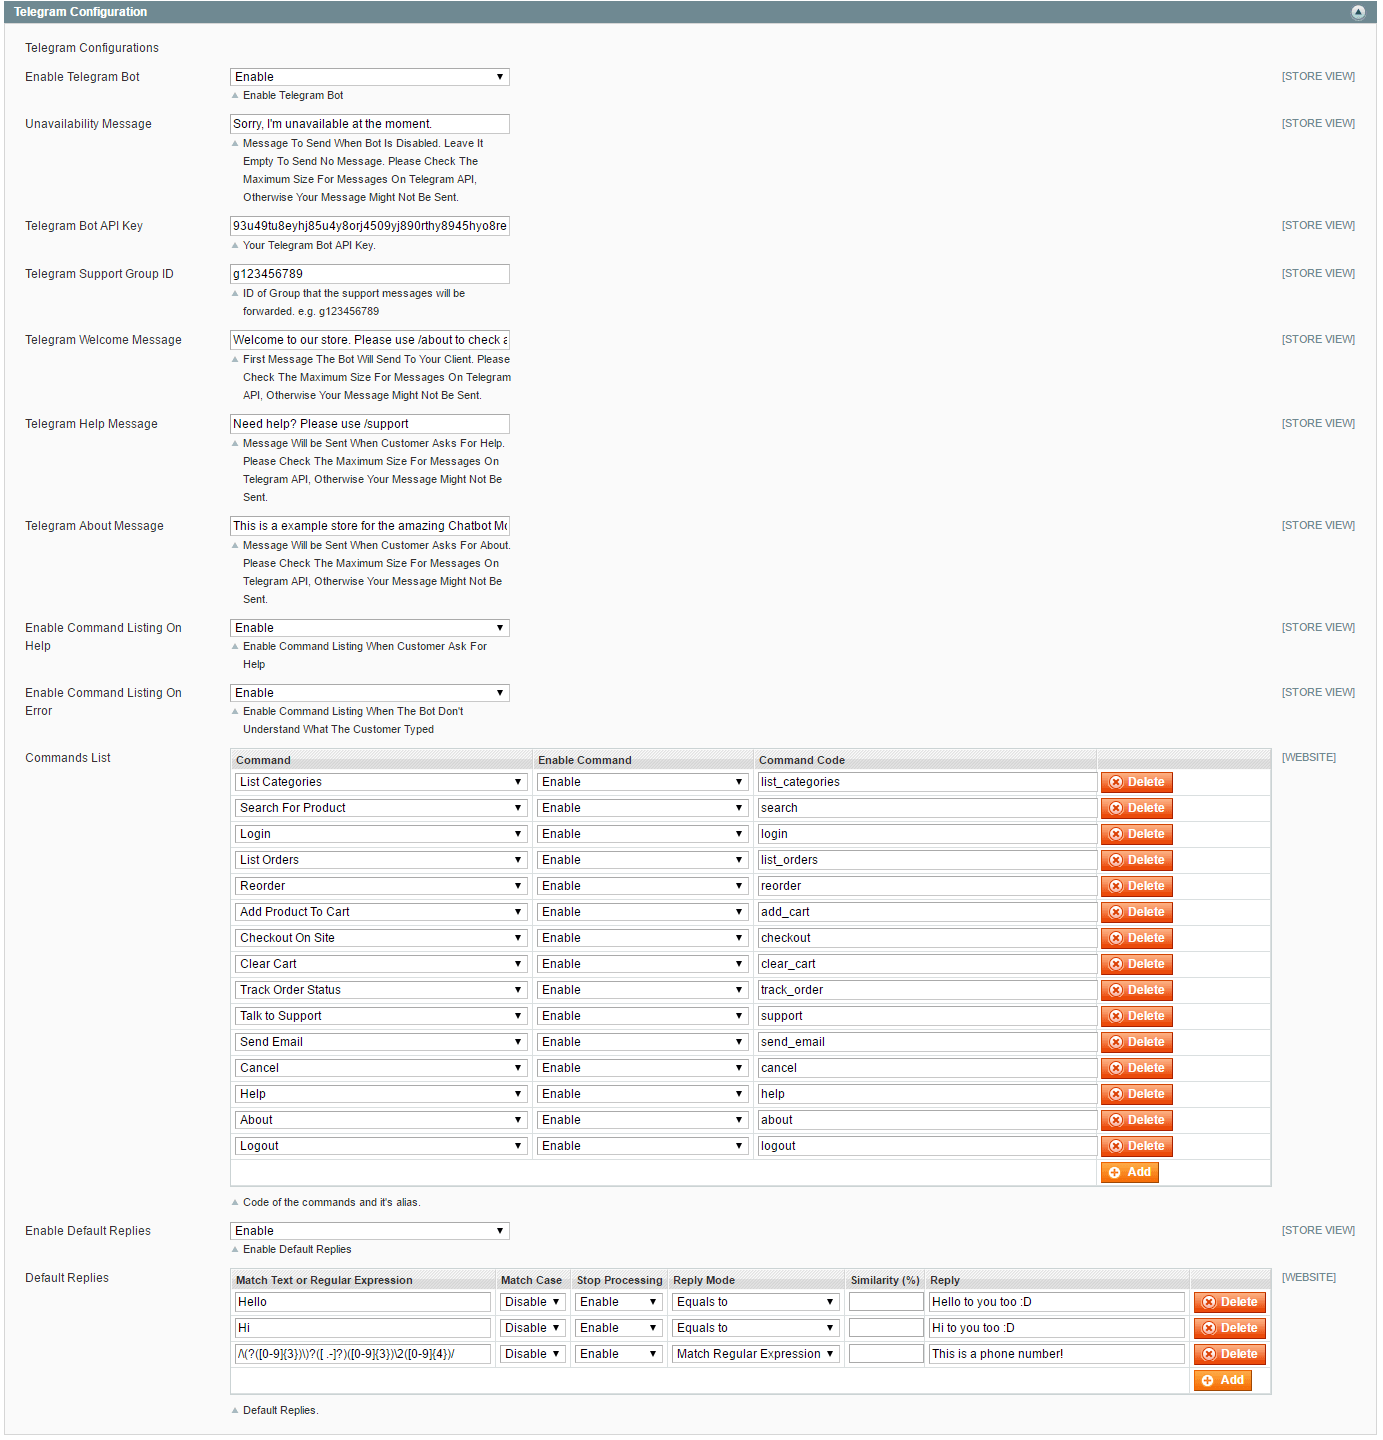 Telegram Configuration
Telegram Configurations
Enable Telegram Bot Enable [STORE VIEW]
Enable Telegram Bot
Unavailability Message Sorry, I'm unavailable at the moment. [STORE VIEW]
Message To Send When Bot Is Disabled. Leave It
Empty To Send No Message. Please Check The
Maximum Size For Messages On Telegram API,
Otherwise Your Message Might Not Be Sent.
Telegram Bot API Key 93u49tu8eyhj85u4y8orj4509yj890rthy8945hyo8re [STORE VIEW]
Your Telegram Bot API Key.
Telegram Support Group ID g123456789 [STORE VIEW]
ID of Group that the support messages will be
forwarded. e.g. g123456789
Telegram Welcome Message Welcome to our store. Please use /about to check a [STORE VIEW]
First Message The Bot Will Send To Your Client. Please
Check The Maximum Size For Messages On Telegram
API, Otherwise Your Message Might Not Be Sent.
Telegram Help Message Need help? Please use /support [STORE VIEW]
Message Will be Sent When Customer Asks For Help.
Please Check The Maximum Size For Messages On
Telegram API, Otherwise Your Message Might Not Be
Sent.
Telegram About Message This is a example store for the amazing Chatbot Mo [STORE VIEW]
Message Will be Sent When Customer Asks For About.
Please Check The Maximum Size For Messages On
Telegram API, Otherwise Your Message Might Not Be
Sent.
Enable Command Listing On Enable [STORE VIEW]
Help
Enable Command Listing When Customer Ask For
Help
Enable Command Listing On Enable [STORE VIEW]
Error
Enable Command Listing When The Bot Don't
Understand What The Customer Typed
Commands List Command Enable Command Command Code [WEBSITE]
List Categories Enable list_categories Delete
Search For Product Enable search Delete
Login Enable login Delete
List Orders Enable list_orders Delete
Reorder Enable reorder Delete
Add Product To Cart Enable add_cart Delete
Checkout On Site Enable checkout Delete
Clear Cart Enable clear_cart Delete
Track Order Status Enable track_order Delete
Talk to Support Enable support Delete
Send Email Enable send_email Delete
Cancel Enable cancel Delete
Help Enable help Delete
About Enable about Delete
Logout Enable logout Delete
Add
Code of the commands and it's alias.
Enable Default Replies Enable [STORE VIEW]
Enable Default Replies
Default Replies Match Text or Regular Expression Match Case Stop Processing Reply Mode Similarity (%) Reply [WEBSITE]
Hello Disable Enable Equals to Hello to you too :D Delete
Hi Disable Enable Equals to Hi to you too :D Delete
/\(?([0-9]{3})\)?([ .-]?)([0-9]{3})\2([0-9]{4})/ Disable Enable Match Regular Expression This is a phone number! Delete
Add
Default Replies.